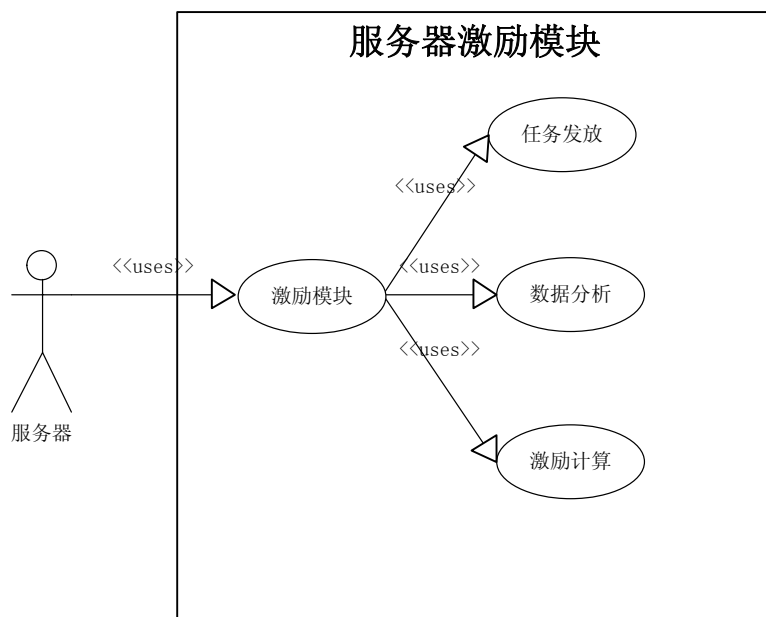 服务器激励模块
任务发放
<<uses>>
<<uses>>
<<uses>>
激励模块
数据分析
<<uses>>
服务器
激励计算